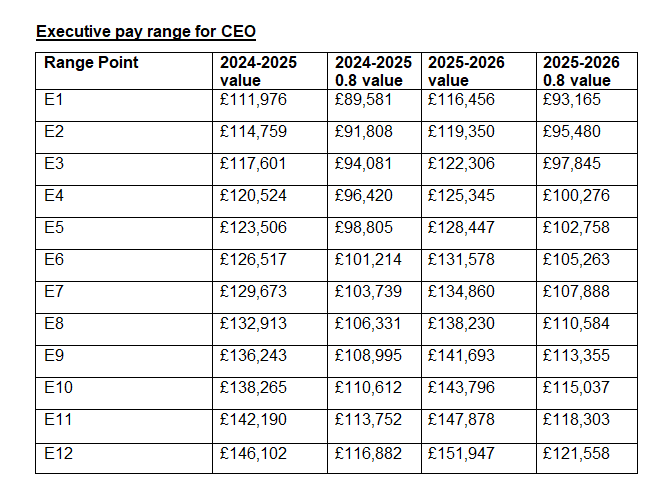 Executive pay range for CEO
Range Point 2024-2025 value 2024-2025 0.8 value 2025-2026 value 2025-2026 0.8 value
E1 £111,976 £89,581 £116,456 £93,165
E2 £114,759 £91,808 £119,350 £95,480
E3 £117,601 £94,081 £122,306 £97,845
E4 £120,524 £96,420 £125,345 £100,276
E5 £123,506 £98,805 £128,447 £102,758
E6 £126,517 £101,214 £131,578 £105,263
E7 £129,673 £103,739 £134,860 £107,888
E8 £132,913 £106,331 £138,230 £110,584
E9 £136,243 £108,995 £141,693 £113,355
E10 £138,265 £110,612 £143,796 £115,037
E11 £142,190 £113,752 £147,878 £118,303
E12 £146,102 £116,882 £151,947 £121,558